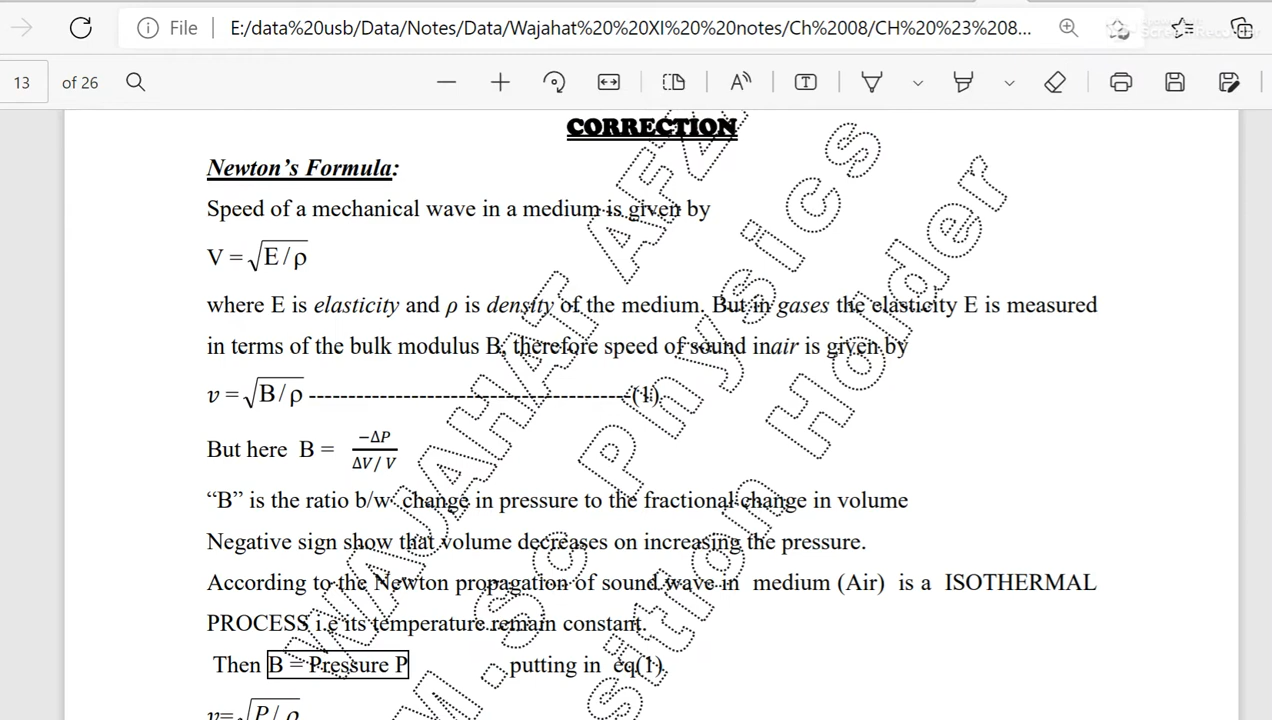 File E:/data%20usb/Data/Notes/Data/Wajahat%20%20XI%20%20notes/Ch%2008/CH%20%23%208...
13 of 26
CORRECTION
Newton's Formula:
Speed of a mechanical wave in a medium is given by
V = √E/ρ
where E is elasticity and ρ is density of the medium. But in gases the elasticity E is measured
in terms of the bulk modulus B, therefore speed of sound inair is given by
v = √B/ρ ------------------------------------(1)
But here B = −ΔP / ΔV/ V
“B” is the ratio b/w change in pressure to the fractional change in volume
Negative sign show that volume decreases on increasing the pressure.
According to the Newton propagation of sound wave in medium (Air) is a ISOTHERMAL
PROCESS i.e its temperature remain constant.
Then B = Pressure P putting in eq(1)
v= √P/ ρ
WAJAHAT
M.Sc Physics
Holder